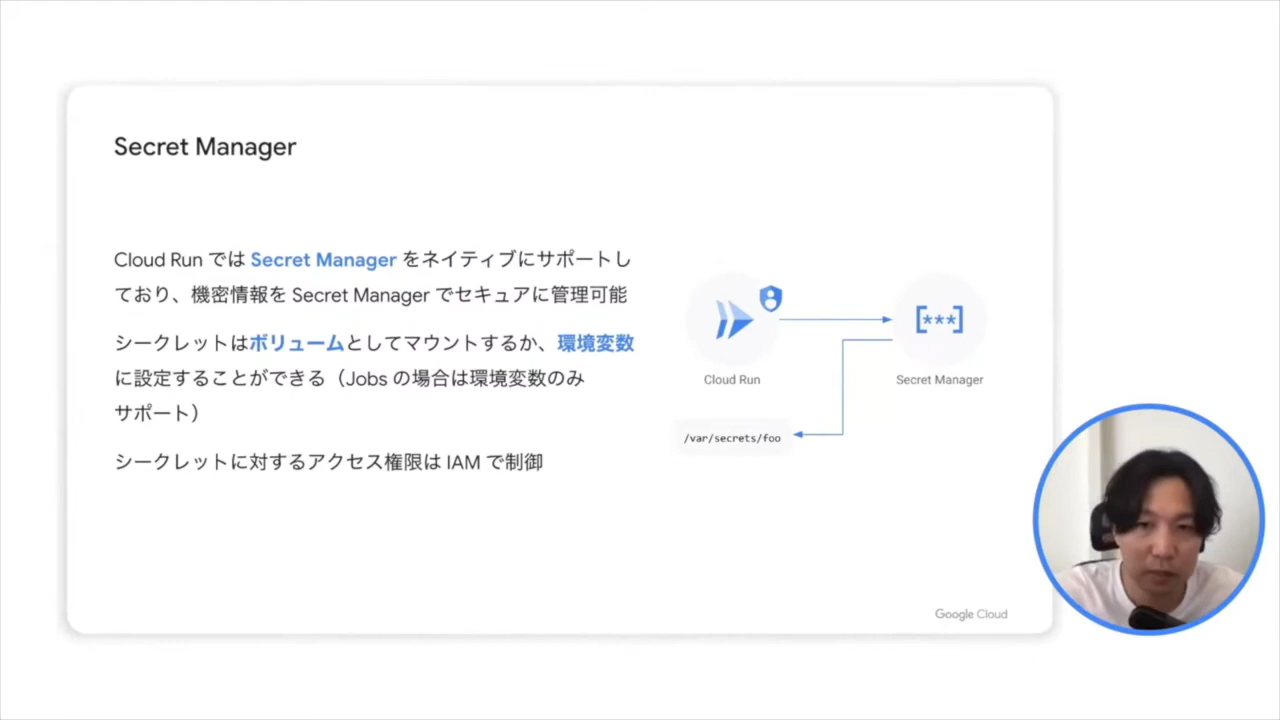 Secret Manager
Cloud Run では Secret Manager をネイティブにサポートし
ており、機密情報を Secret Manager でセキュアに管理可能
シークレットはボリュームとしてマウントするか、環境変数
に設定することができる（Jobs の場合は環境変数のみ
サポート）
シークレットに対するアクセス権限は IAM で制御
[***]
Cloud Run
Secret Manager
/var/secrets/foo
Google Cloud